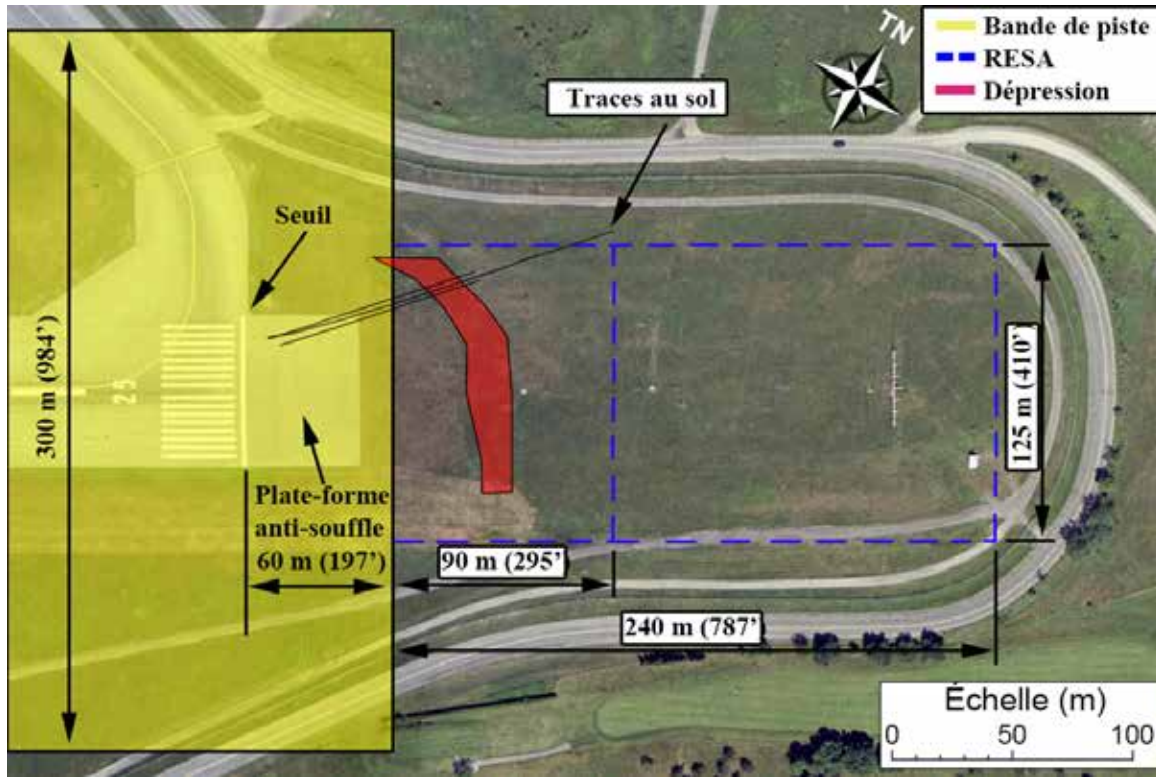 TN
Bande de piste
RESA
Dépression
Traces au sol
Seuil
300 m (984')
25
125 m (410')
Plate-forme
anti-souffle
60 m (197')
90 m (295')
240 m (787')
Échelle (m)
0 50 100